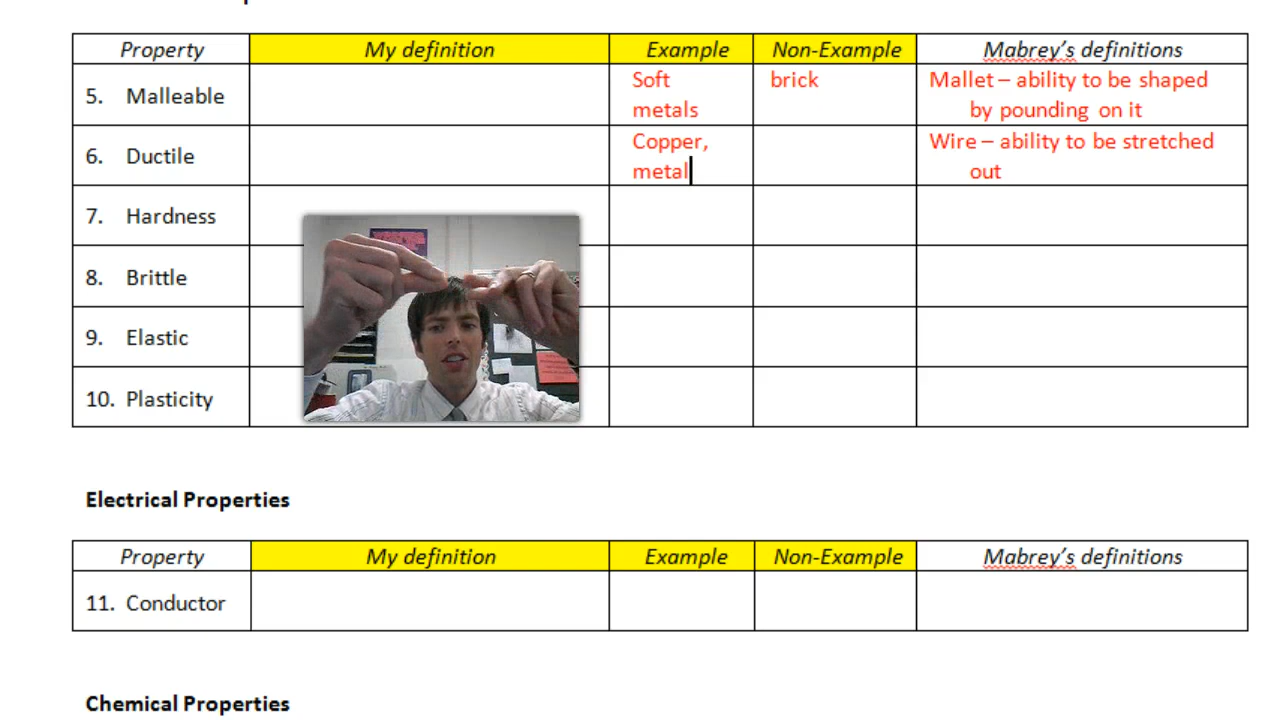 Property My definition Example Non-Example Mabrey's definitions
5. Malleable Soft metals brick Mallet – ability to be shaped by pounding on it
6. Ductile Copper, metal Wire – ability to be stretched out
7. Hardness
8. Brittle
9. Elastic
10. Plasticity
Electrical Properties
Property My definition Example Non-Example Mabrey's definitions
11. Conductor
Chemical Properties